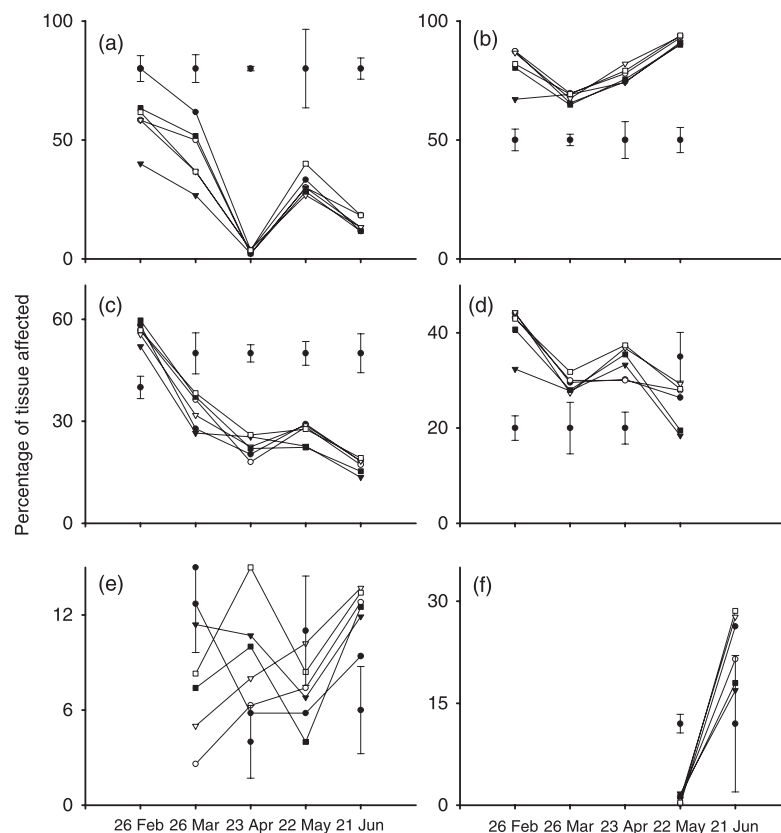 100
(a)
50
0
100
(b)
50
0
Percentage of tissue affected
60
(c)
30
0
40
(d)
20
0
12
(e)
6
0
26 Feb 26 Mar 23 Apr 22 May 21 Jun
30
(f)
15
0
26 Feb 26 Mar 23 Apr 22 May 21 Jun